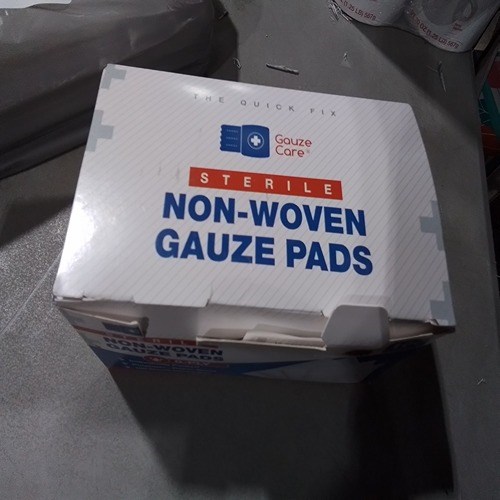 THE QUICK FIX
Gauze
Care
STERILE
NON-WOVEN
GAUZE PADS
NON-WOVEN
GAUZE PADS